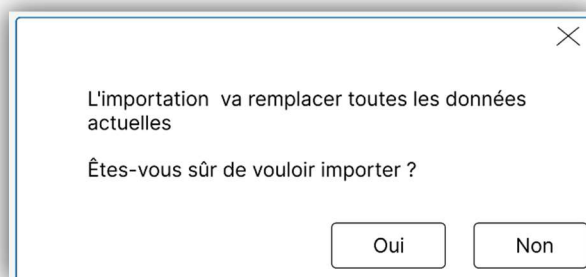 L'importation  va remplacer toutes les données
actuelles
Êtes-vous sûr de vouloir importer ?
Oui Non